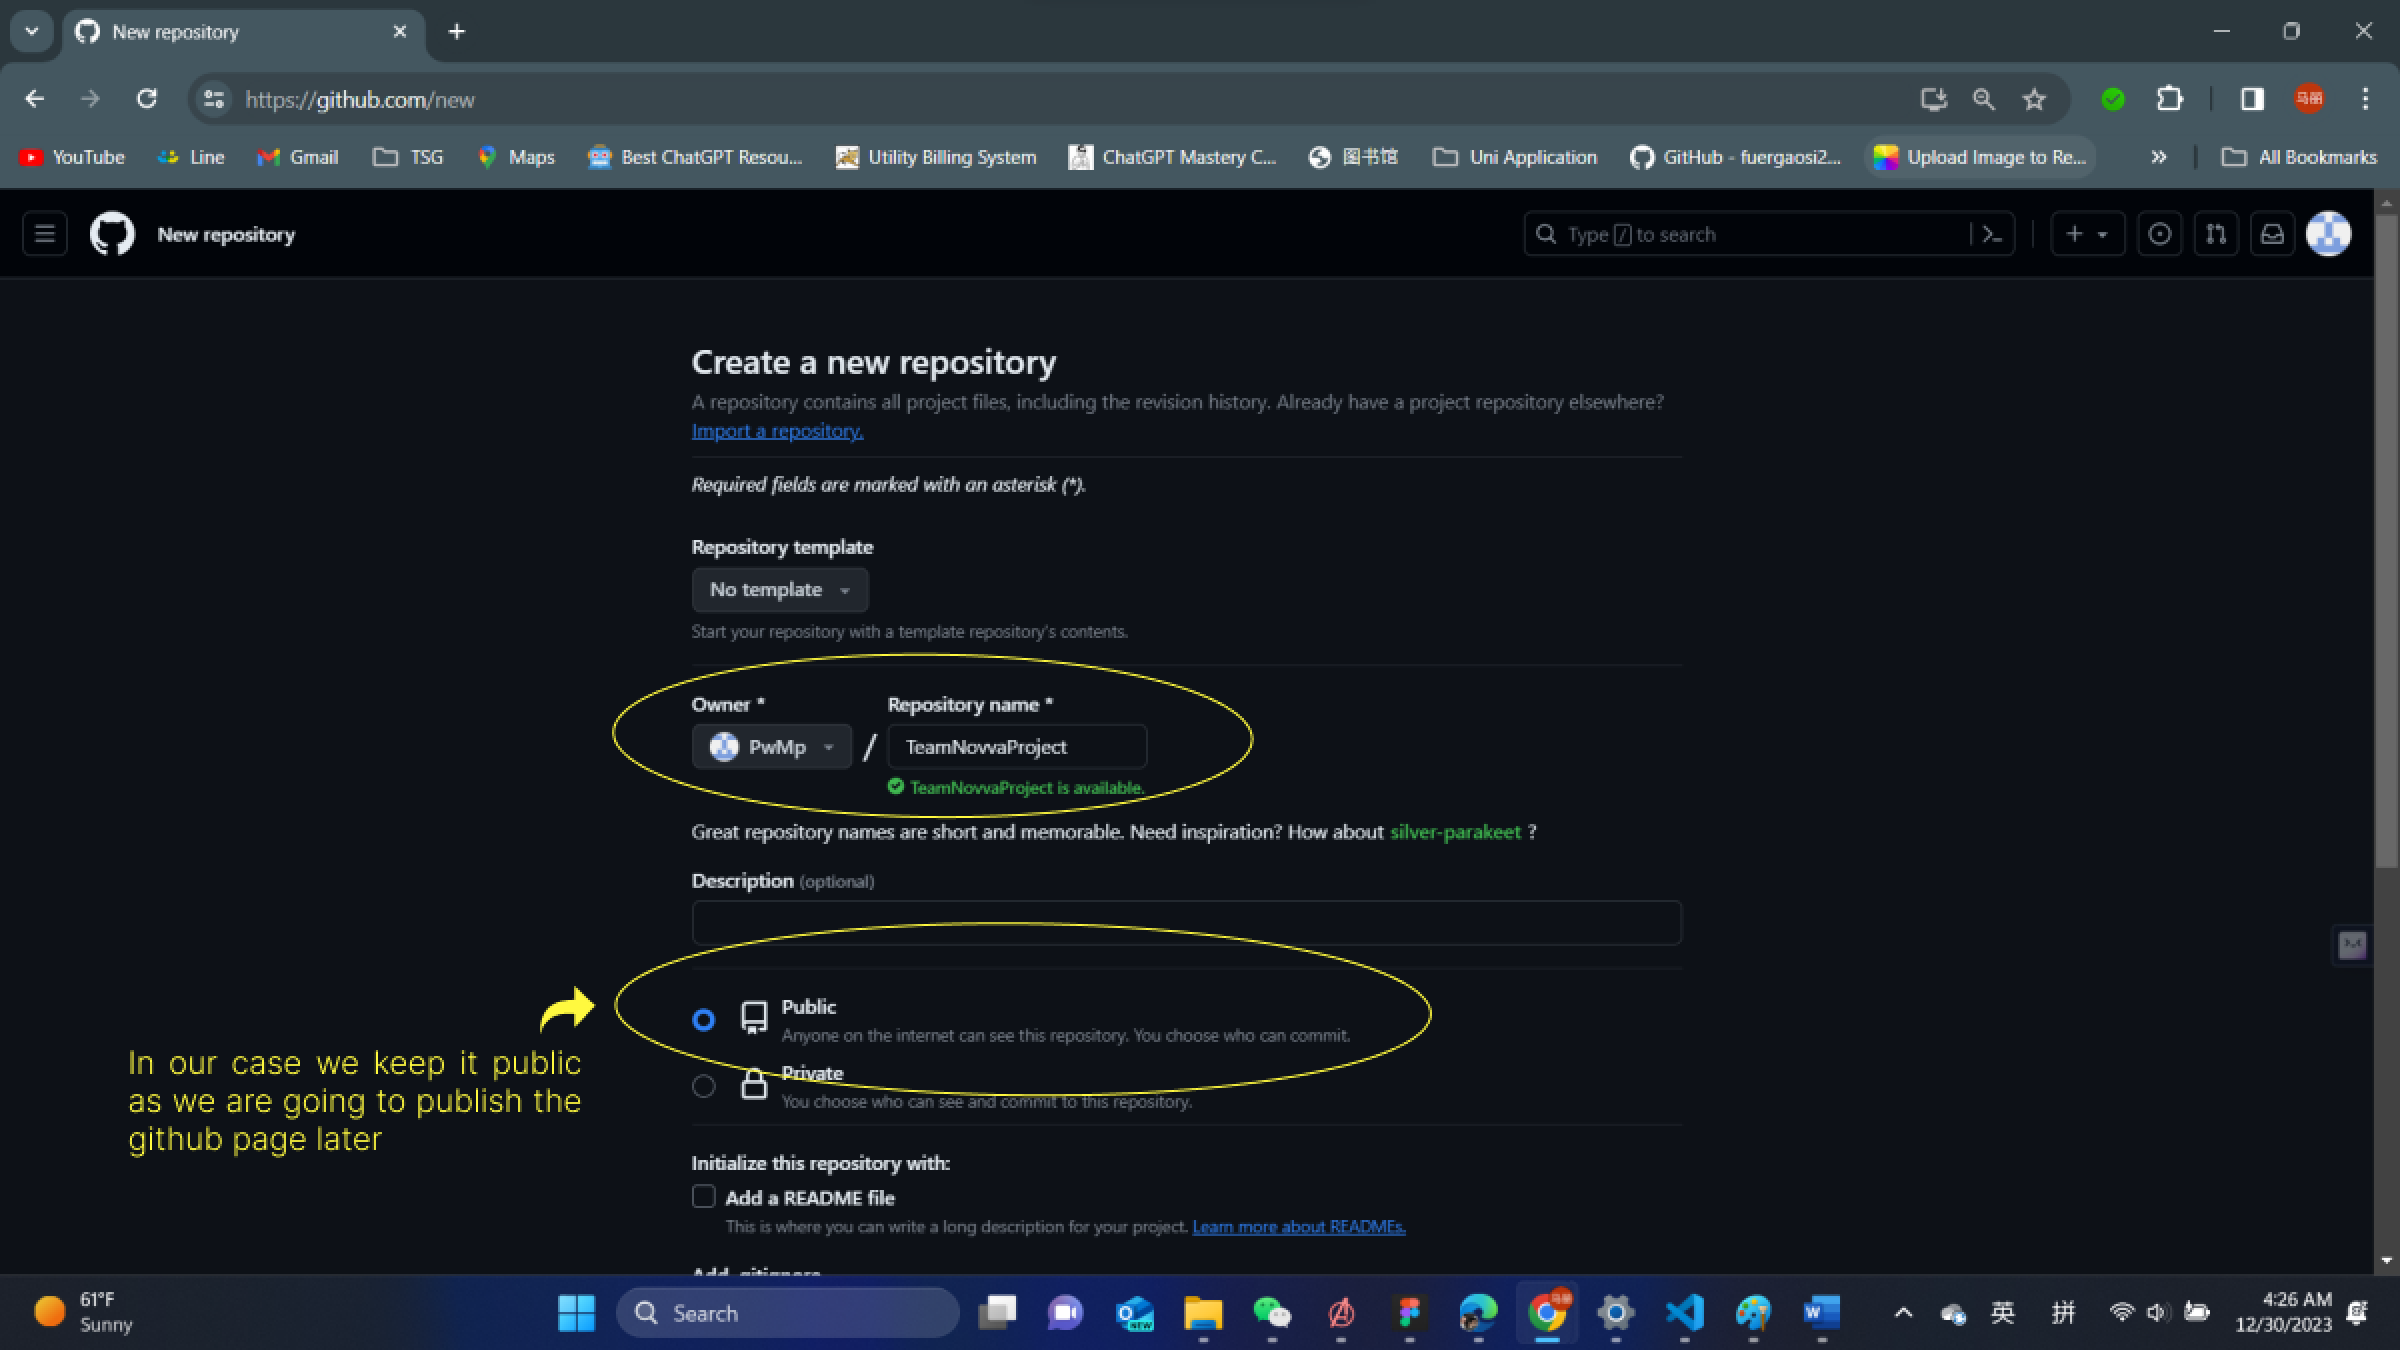 New repository
https://github.com/new
YouTube
Line
Gmail
TSG
Maps
Best ChatGPT Resou...
Utility Billing System
ChatGPT Mastery C...
图书馆
Uni Application
GitHub - fuergaosi2...
Upload Image to Re...
All Bookmarks
New repository
Type / to search
Create a new repository
A repository contains all project files, including the revision history. Already have a project repository elsewhere?
Import a repository.
Required fields are marked with an asterisk (*).
Repository template
No template
Start your repository with a template repository's contents.
Owner *
Repository name *
PwMp
/
TeamNovvaProject
TeamNovvaProject is available.
Great repository names are short and memorable. Need inspiration? How about silver-parakeet ?
Description (optional)
Public
Anyone on the internet can see this repository. You choose who can commit.
In our case we keep it public
as we are going to publish the
github page later
Private
You choose who can see and commit to this repository.
Initialize this repository with:
Add a README file
This is where you can write a long description for your project. Learn more about READMEs.
Add .gitignore
61°F
Sunny
Search
英
拼
4:26 AM
12/30/2023